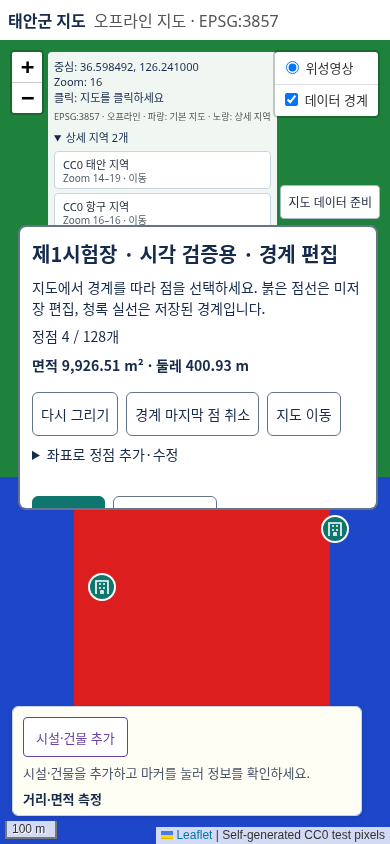 태안군 지도 오프라인 지도 · EPSG:3857
+
−
중심: 36.598492, 126.241000
Zoom: 16
클릭: 지도를 클릭하세요
EPSG:3857 · 오프라인 · 파랑: 기본 지도 · 노랑: 상세 지역
▼ 상세 지역 2개
CC0 태안 지역
Zoom 14–19 · 이동
CC0 항구 지역
Zoom 16–16 · 이동
위성영상
데이터 경계
지도 데이터 준비
제1시험장 · 시각 검증용 · 경계 편집
지도에서 경계를 따라 점을 선택하세요. 붉은 점선은 미저
장 편집, 청록 실선은 저장된 경계입니다.
정점 4 / 128개
면적 9,926.51 m² · 둘레 400.93 m
다시 그리기
경계 마지막 점 취소
지도 이동
▶ 좌표로 정점 추가·수정
시설·건물 추가
시설·건물을 추가하고 마커를 눌러 정보를 확인하세요.
거리·면적 측정
100 m
Leaflet | Self-generated CC0 test pixels